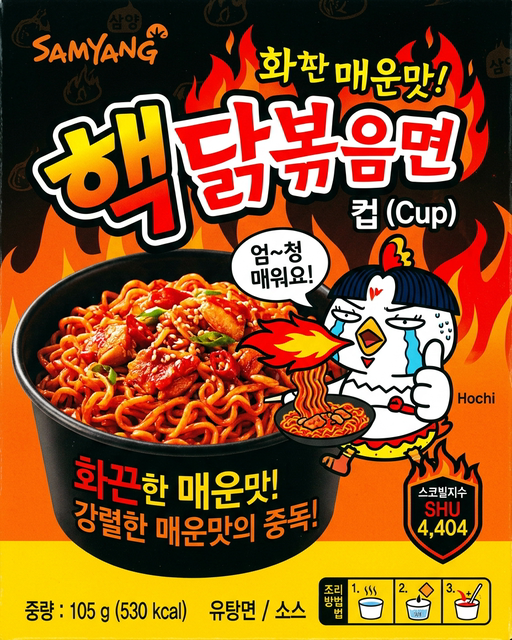 삼양
SAMYANG
화끈 매운맛!
핵 닭볶음면
컵 (Cup)
엄~청
매워요!
Hochi
화끈한 매운맛!
강렬한 매운맛의 중독!
스코빌지수
SHU
4,404
중량 : 105 g (530 kcal)
유탕면 / 소스
조리
방법
법
1.
2.
3.